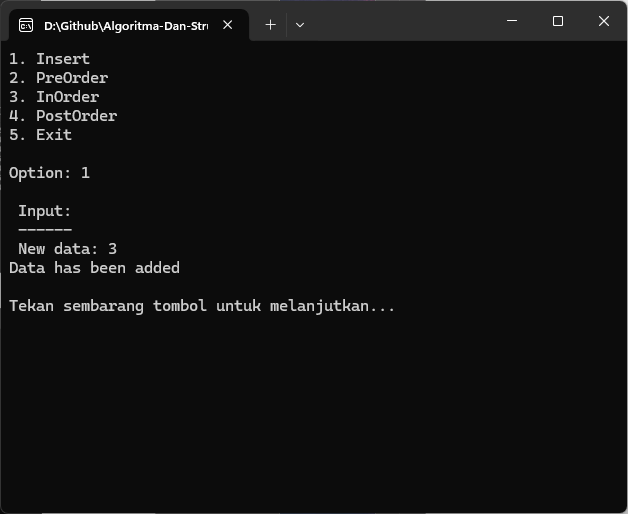 D:\Github\Algoritma-Dan-Str
1. Insert
2. PreOrder
3. InOrder
4. PostOrder
5. Exit
Option: 1
Input:
------
New data: 3
Data has been added
Tekan sembarang tombol untuk melanjutkan...